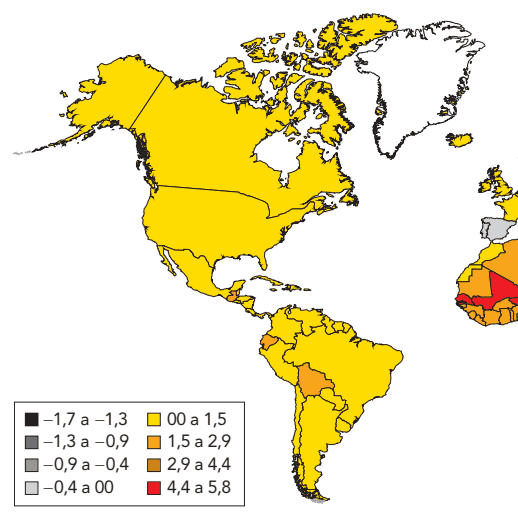 −1,7 a −1,3
−1,3 a −0,9
−0,9 a −0,4
−0,4 a 00
00 a 1,5
1,5 a 2,9
2,9 a 4,4
4,4 a 5,8